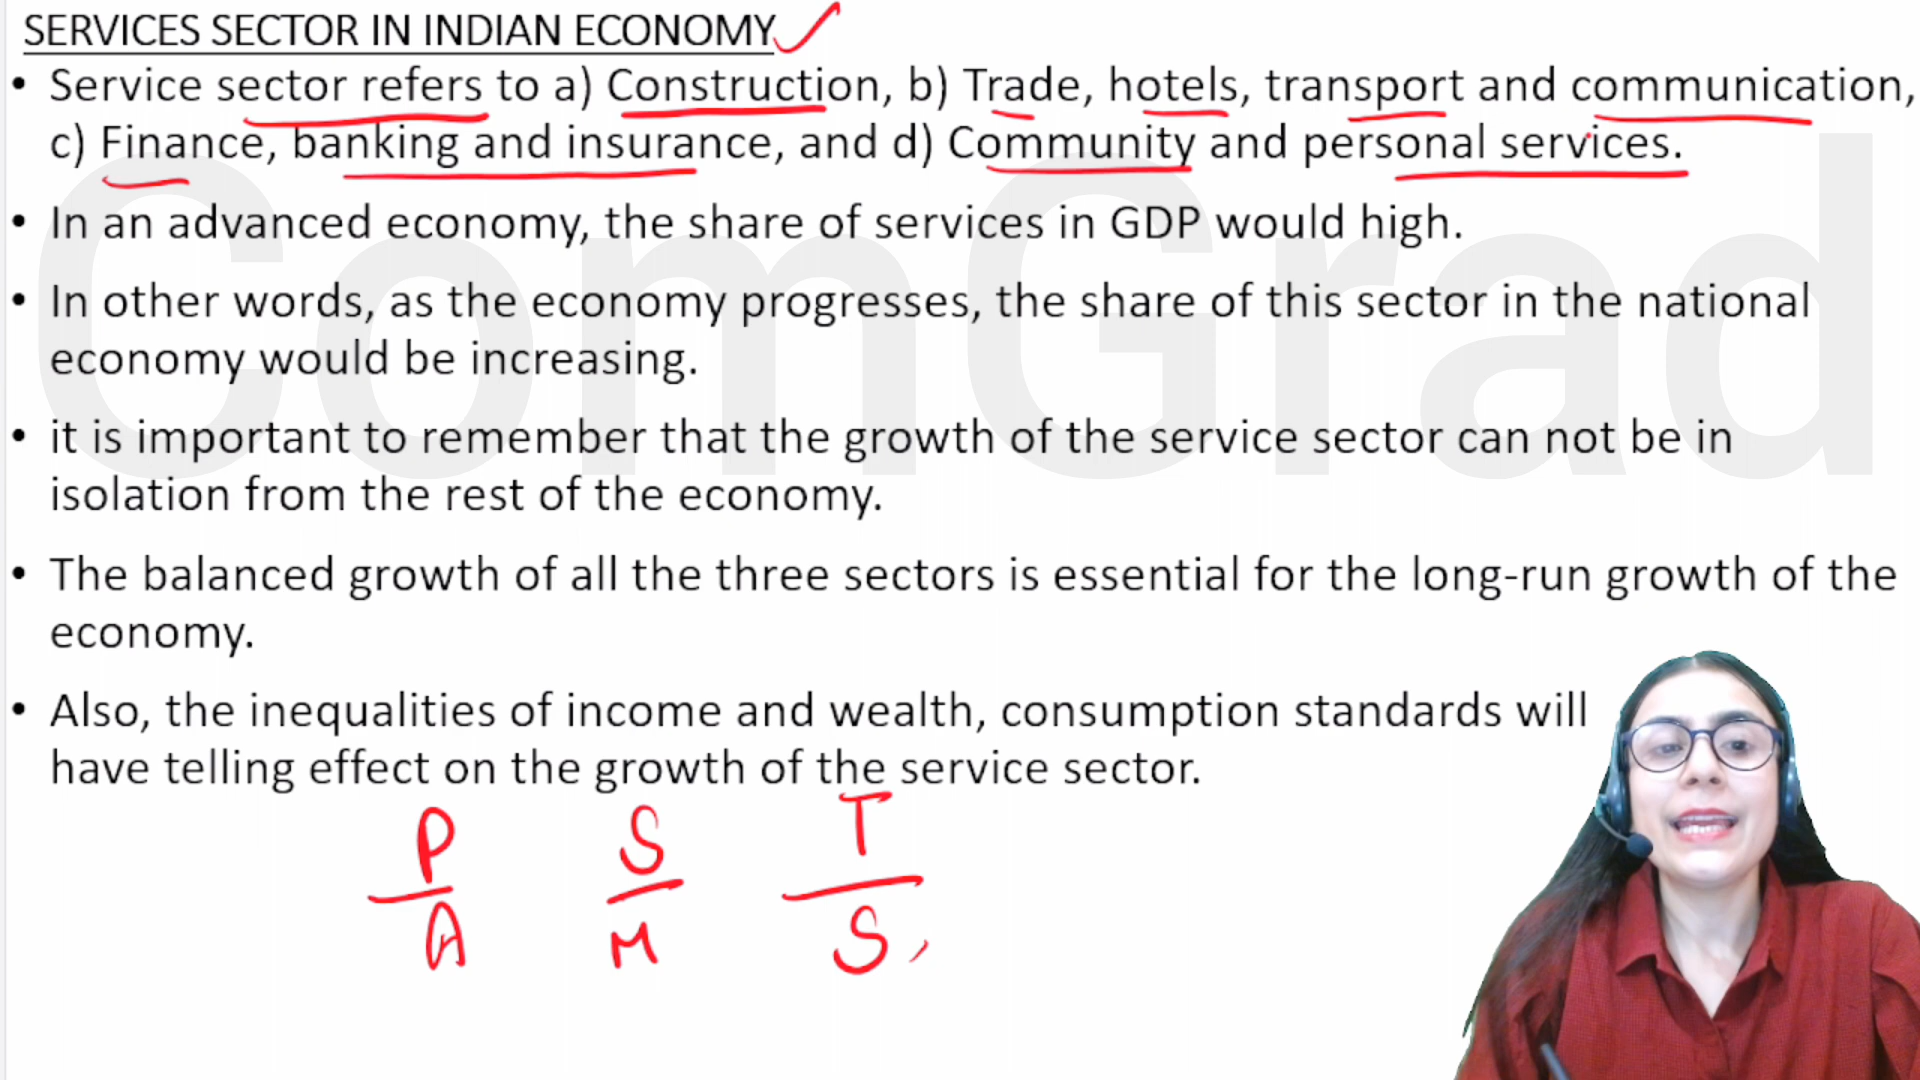 SERVICES SECTOR IN INDIAN ECONOMY
• Service sector refers to a) Construction, b) Trade, hotels, transport and communication,
c) Finance, banking and insurance, and d) Community and personal services.
• In an advanced economy, the share of services in GDP would high.
• In other words, as the economy progresses, the share of this sector in the national
economy would be increasing.
• it is important to remember that the growth of the service sector can not be in
isolation from the rest of the economy.
• The balanced growth of all the three sectors is essential for the long-run growth of the
economy.
• Also, the inequalities of income and wealth, consumption standards will
have telling effect on the growth of the service sector.
P S T
A M S,
ComGrad